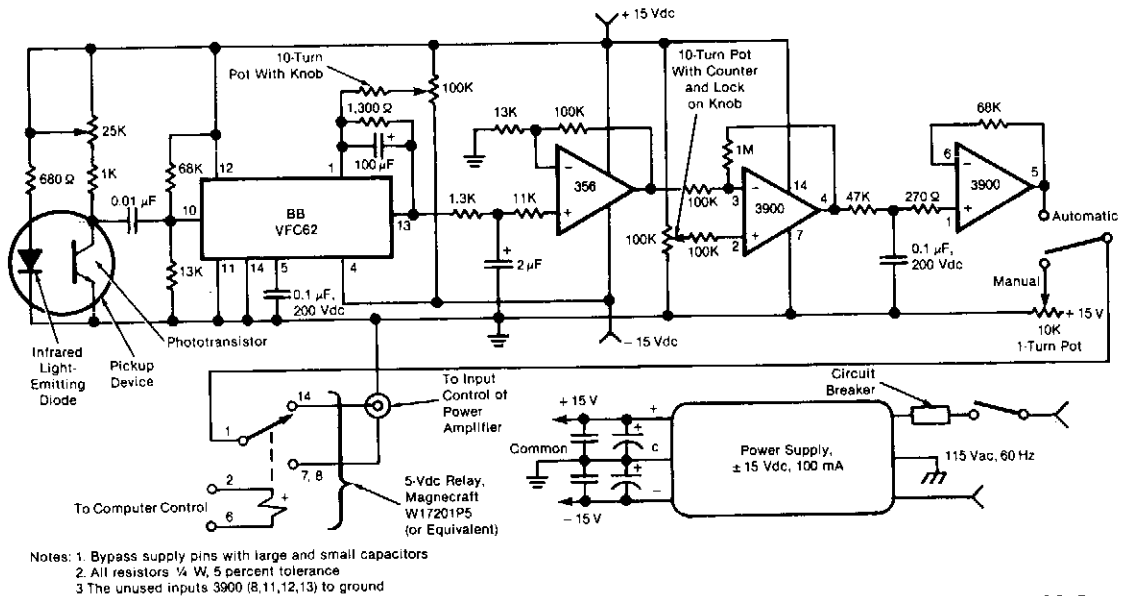 + 15 Vdc
10-Turn
Pot With Knob
10-Turn Pot
With Counter
and Lock
on Knob
25K
1K
680 Ω
0.01 µF
68K
13K
10
12
1
1,300 Ω
100 µF
+
100K
BB
VFC62
13
11
14
5
4
0.1 µF,
200 Vdc
1.3K
11K
+
2 µF
13K
100K
−
+
356
100K
100K
100K
1M
−
+
3
2
3900
14
4
7
47K
270 Ω
0.1 µF,
200 Vdc
68K
6
−
+
1
3900
5
Automatic
Manual
+ 15 V
10K
1-Turn Pot
− 15 Vdc
Infrared
Light-
Emitting
Diode
Pickup
Device
Phototransistor
1
14
7, 8
2
6
+
To Computer Control
To Input
Control of
Power
Amplifier
5-Vdc Relay,
Magnecraft
W17201P5
(or Equivalent)
+ 15 V
Common
− 15 V
+
+
+
c
−
Power Supply,
± 15 Vdc, 100 mA
Circuit
Breaker
115 Vac, 60 Hz
Notes: 1. Bypass supply pins with large and small capacitors
2. All resistors ¼ W, 5 percent tolerance
3 The unused inputs 3900 (8,11,12,13) to ground